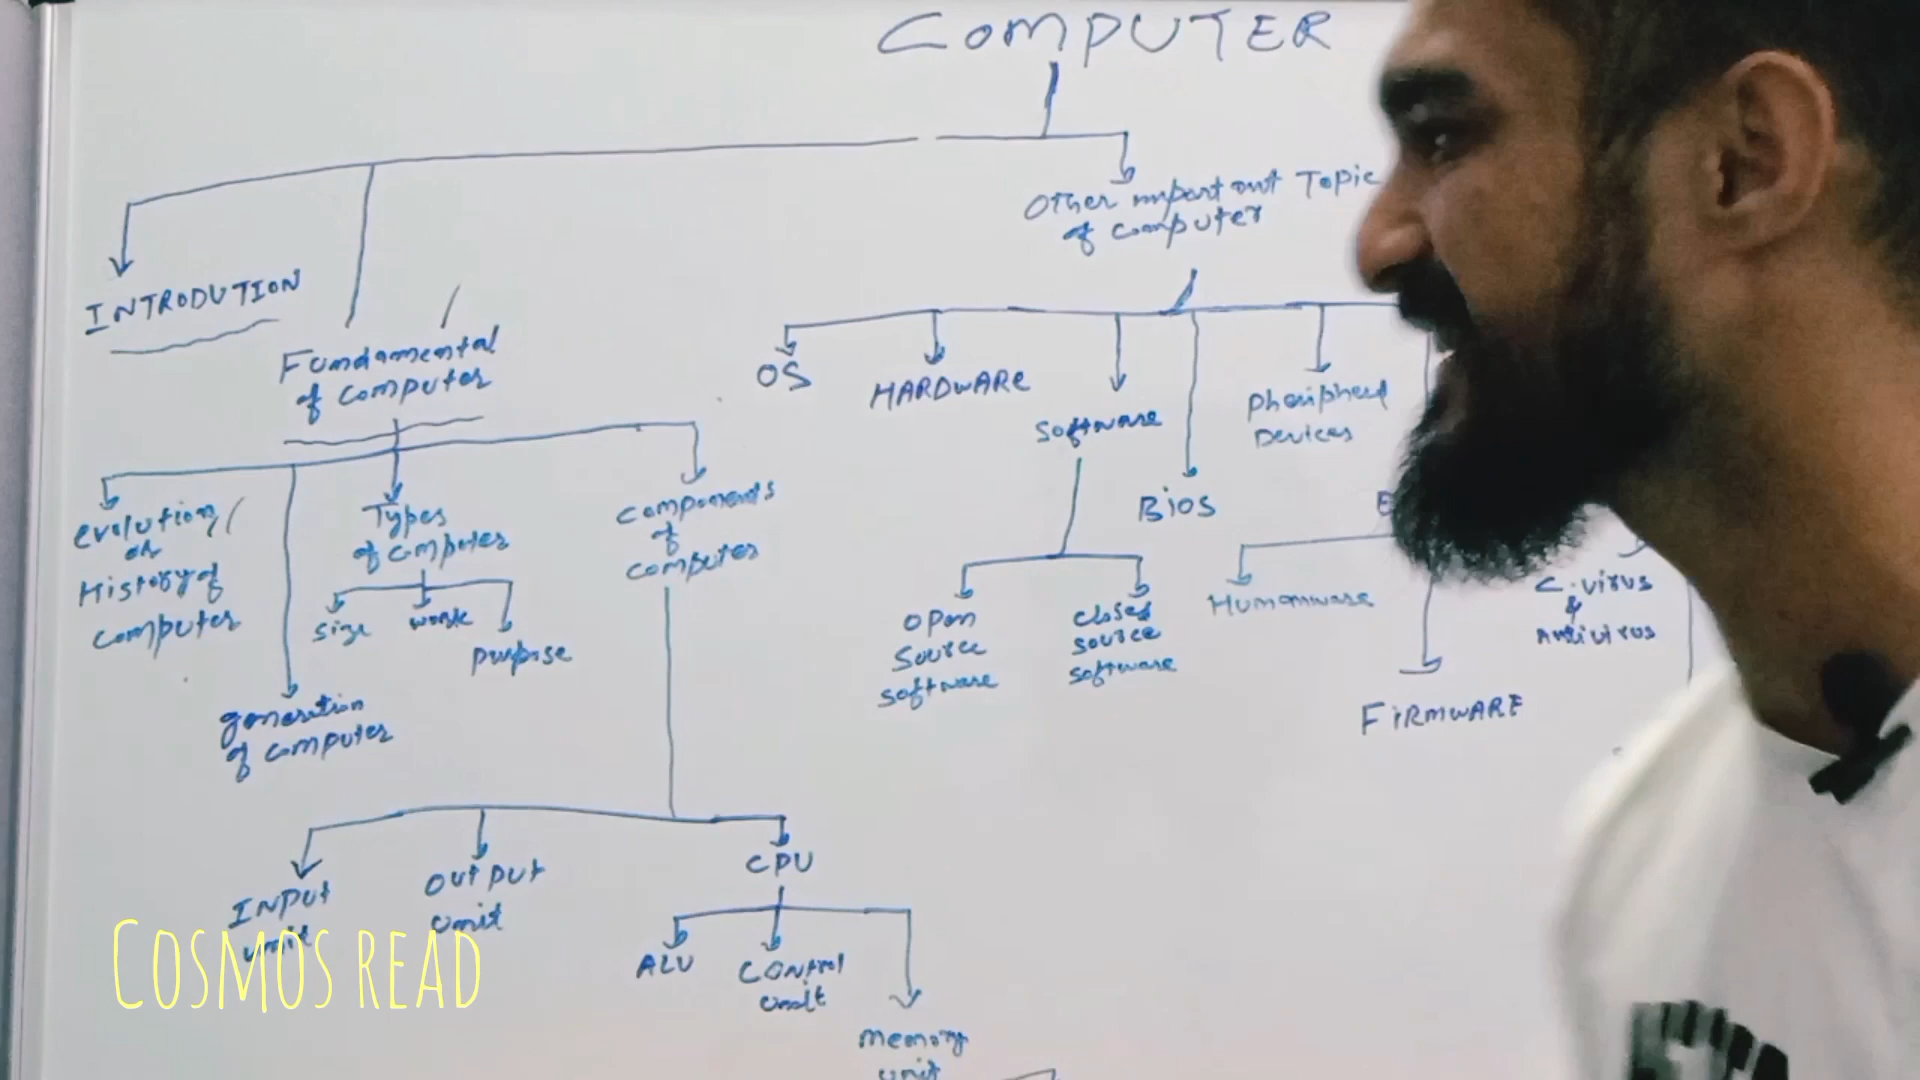 COMPUTER
INTRODUTION
Fundamental
of computer
evolution
or
History of
computer
generation
of computer
Types
of computer
Size
work
purpose
components
of
computer
INPUT
unit
OUTPUT
unit
CPU
ALU
CONTROL
unit
memory
unit
Other important Topic
of computer
OS
HARDWARE
Software
open
source
software
closed
source
software
BiOS
Devices
Humanware
FiRMWARE
C. virus
&
Antivirus
COSMOS READ